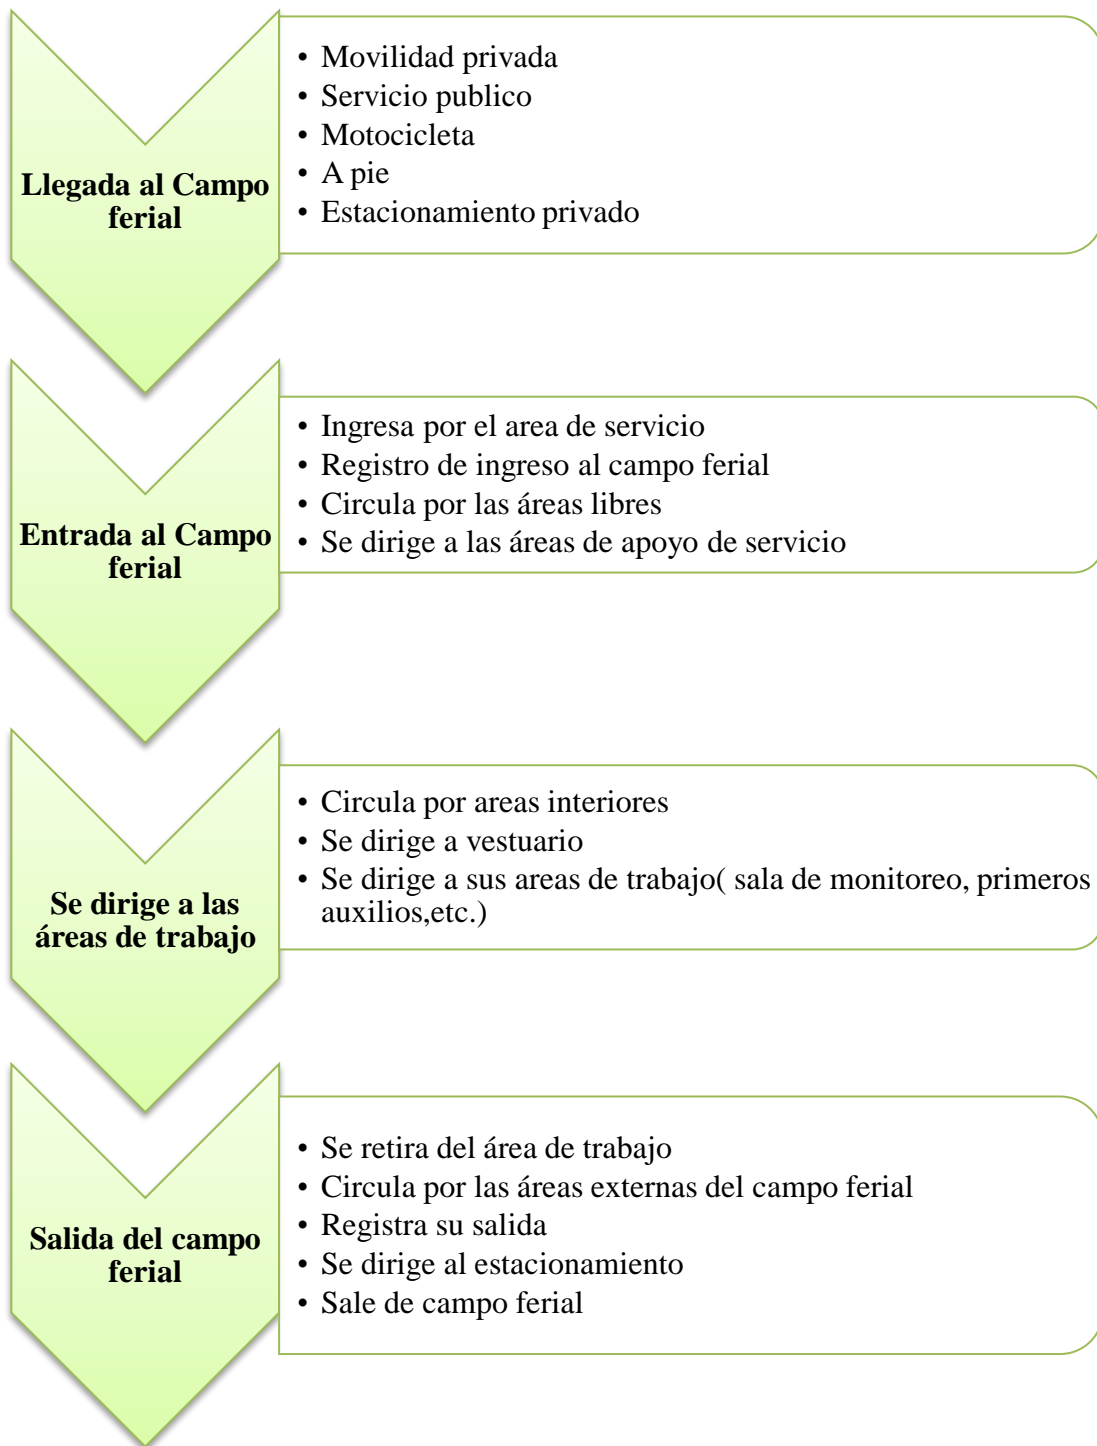 Llegada al Campo
ferial
• Movilidad privada
• Servicio publico
• Motocicleta
• A pie
• Estacionamiento privado
Entrada al Campo
ferial
• Ingresa por el area de servicio
• Registro de ingreso al campo ferial
• Circula por las áreas libres
• Se dirige a las áreas de apoyo de servicio
Se dirige a las
áreas de trabajo
• Circula por areas interiores
• Se dirige a vestuario
• Se dirige a sus areas de trabajo( sala de monitoreo, primeros
auxilios,etc.)
Salida del campo
ferial
• Se retira del área de trabajo
• Circula por las áreas externas del campo ferial
• Registra su salida
• Se dirige al estacionamiento
• Sale de campo ferial